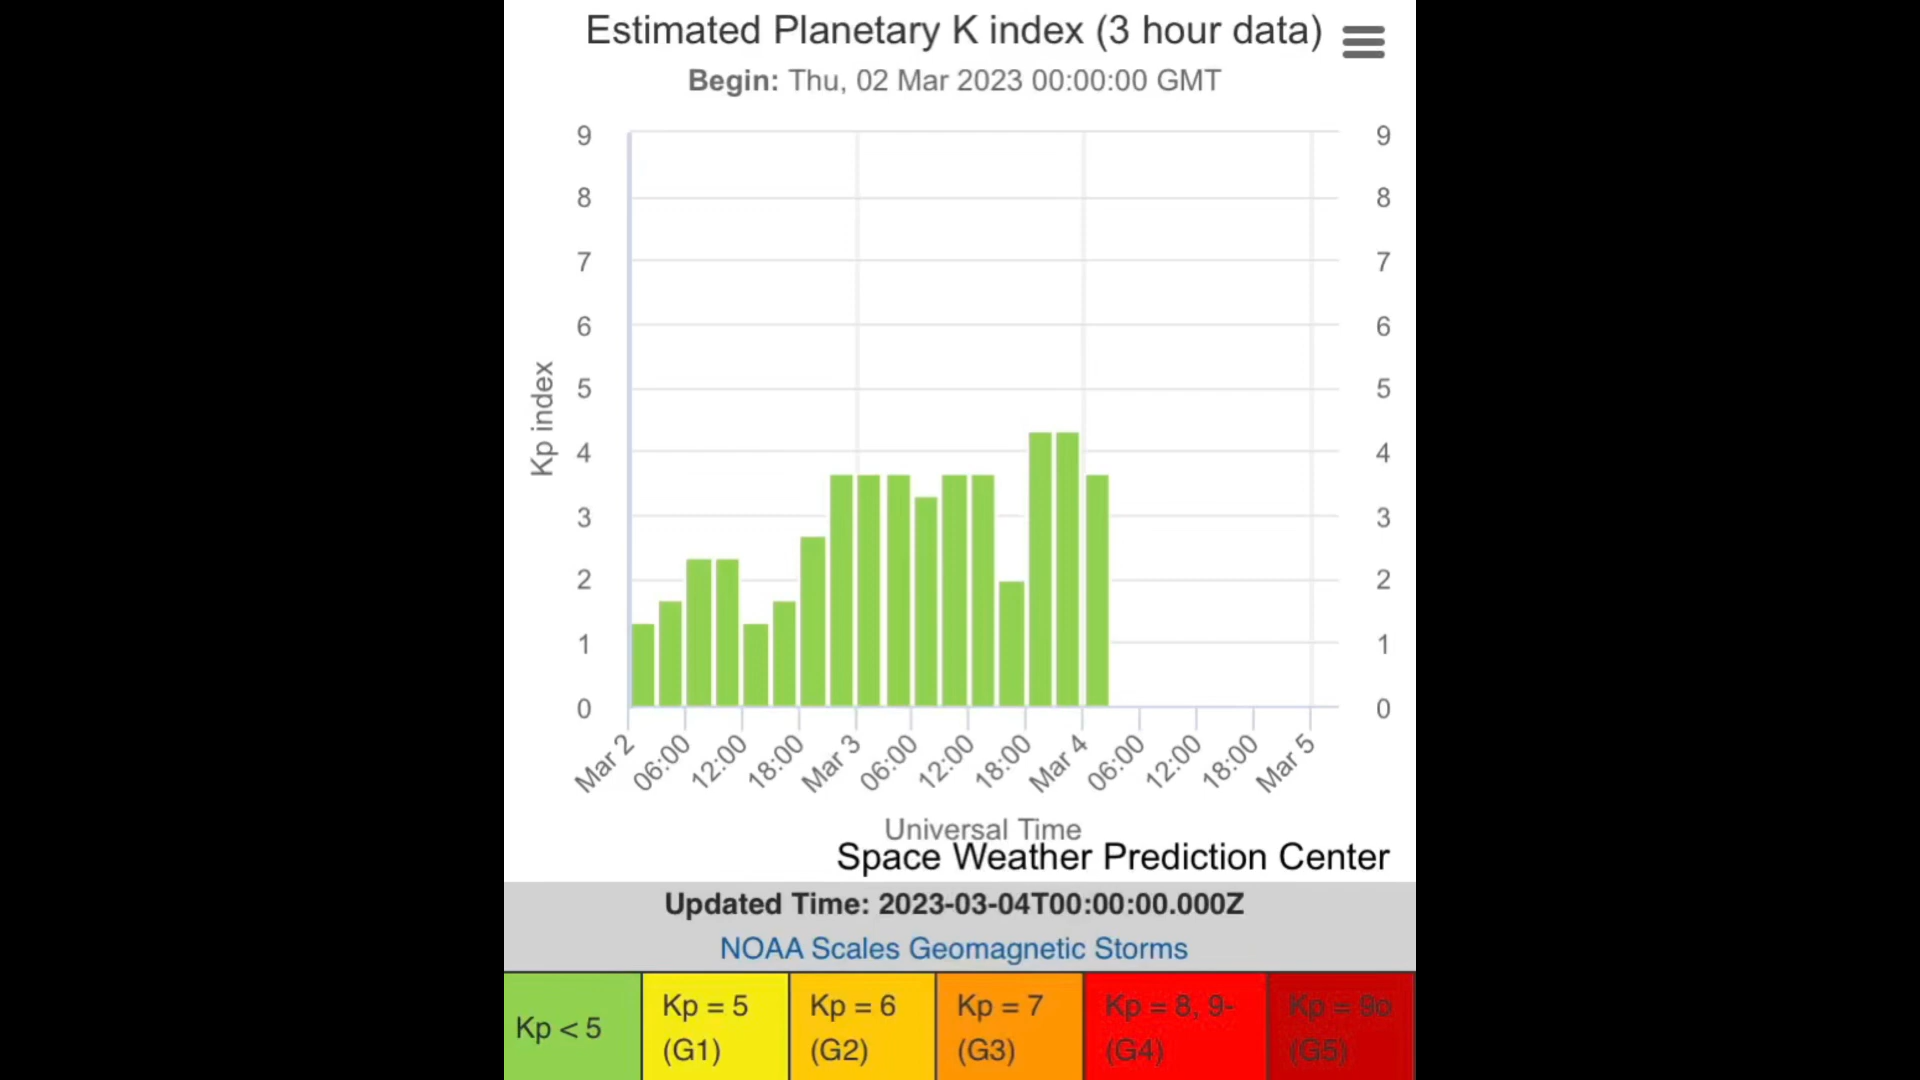 Estimated Planetary K index (3 hour data)
Begin: Thu, 02 Mar 2023 00:00:00 GMT
9
8
7
6
5
4
3
2
1
0
Kp index
9
8
7
6
5
4
3
2
1
0
Mar 2
06:00
12:00
18:00
Mar 3
06:00
12:00
18:00
Mar 4
06:00
12:00
18:00
Mar 5
Universal Time
Space Weather Prediction Center
Updated Time: 2023-03-04T00:00:00.000Z
NOAA Scales Geomagnetic Storms
Kp < 5
Kp = 5
(G1)
Kp = 6
(G2)
Kp = 7
(G3)
Kp = 8, 9-
(G4)
Kp = 9o
(G5)